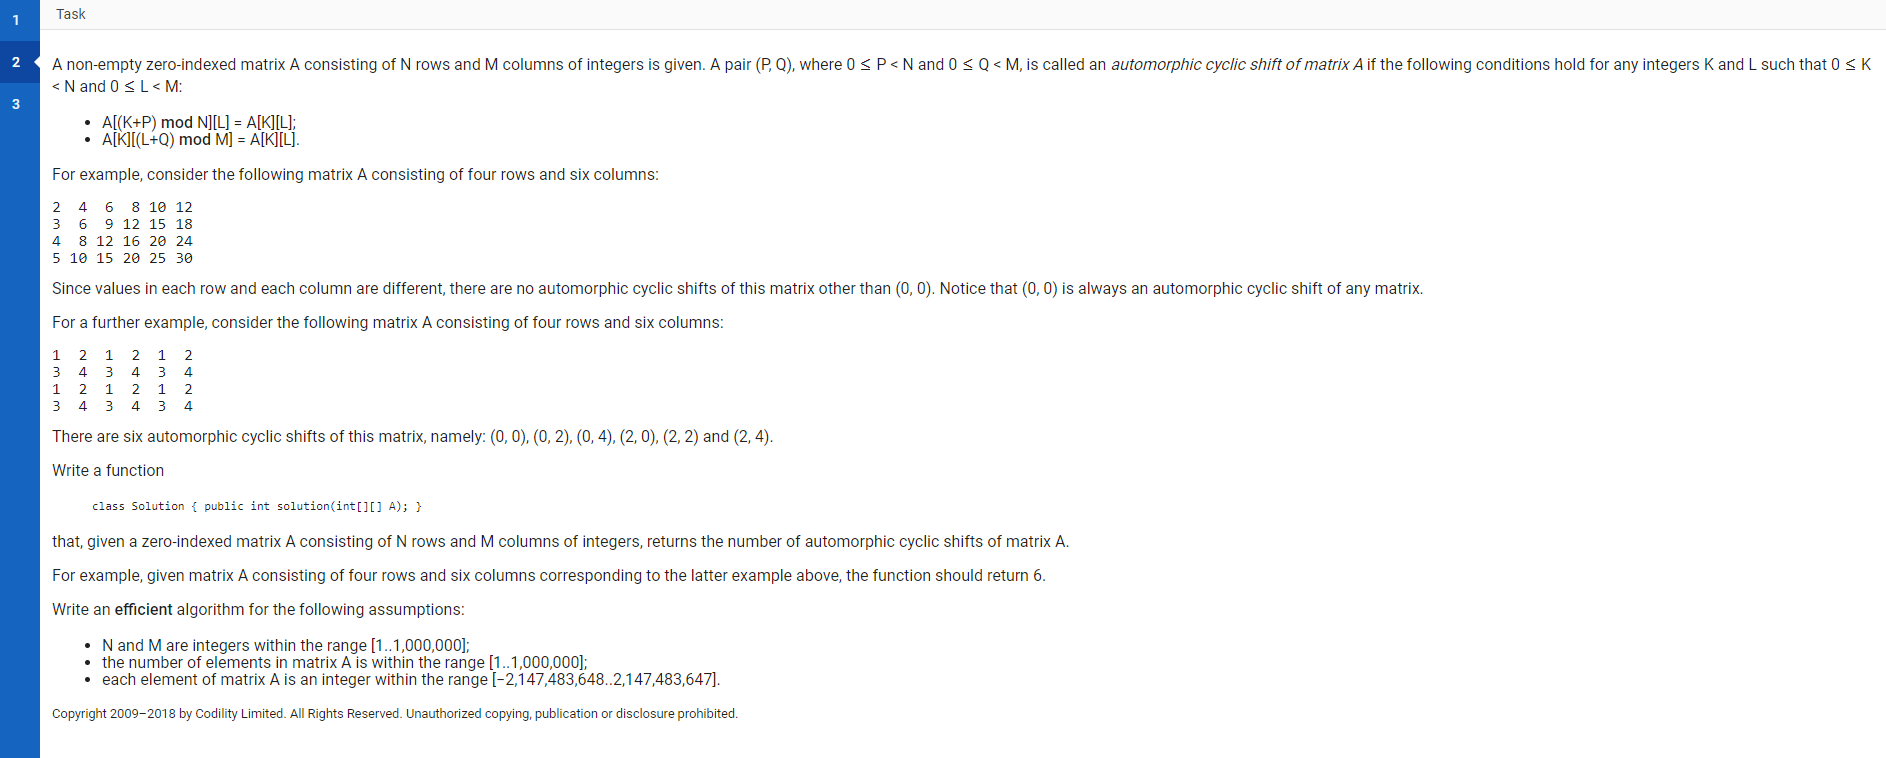 1
Task
2
A non-empty zero-indexed matrix A consisting of N rows and M columns of integers is given. A pair (P, Q), where 0 ≤ P < N and 0 ≤ Q < M, is called an automorphic cyclic shift of matrix A if the following conditions hold for any integers K and L such that 0 ≤ K
< N and 0 ≤ L < M:
3
• A[(K+P) mod N][L] = A[K][L];
• A[K][(L+Q) mod M] = A[K][L].
For example, consider the following matrix A consisting of four rows and six columns:
2 4 6 8 10 12
3 6 9 12 15 18
4 8 12 16 20 24
5 10 15 20 25 30
Since values in each row and each column are different, there are no automorphic cyclic shifts of this matrix other than (0, 0). Notice that (0, 0) is always an automorphic cyclic shift of any matrix.
For a further example, consider the following matrix A consisting of four rows and six columns:
1 2 1 2 1 2
3 4 3 4 3 4
1 2 1 2 1 2
3 4 3 4 3 4
There are six automorphic cyclic shifts of this matrix, namely: (0, 0), (0, 2), (0, 4), (2, 0), (2, 2) and (2, 4).
Write a function
class Solution { public int solution(int[][] A); }
that, given a zero-indexed matrix A consisting of N rows and M columns of integers, returns the number of automorphic cyclic shifts of matrix A.
For example, given matrix A consisting of four rows and six columns corresponding to the latter example above, the function should return 6.
Write an efficient algorithm for the following assumptions:
• N and M are integers within the range [1..1,000,000];
• the number of elements in matrix A is within the range [1..1,000,000];
• each element of matrix A is an integer within the range [−2,147,483,648..2,147,483,647].
Copyright 2009–2018 by Codility Limited. All Rights Reserved. Unauthorized copying, publication or disclosure prohibited.